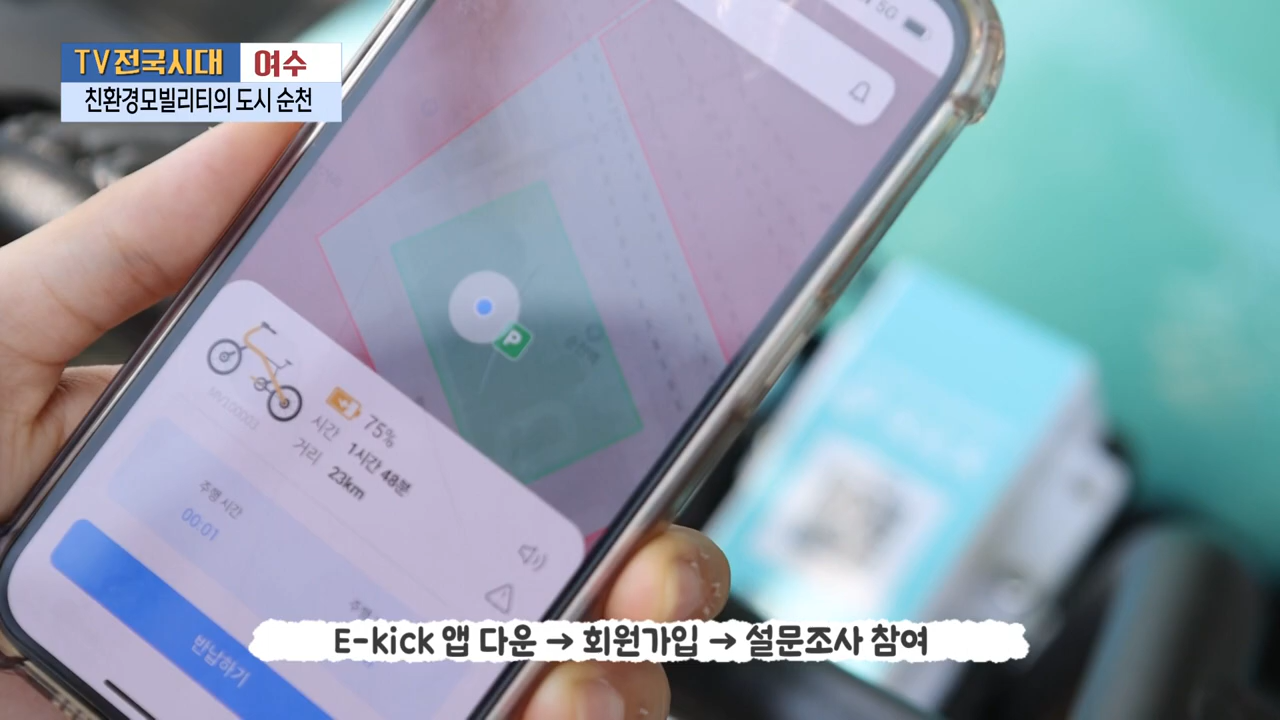 TV전국시대 여수
친환경모빌리티의 도시 순천
5G
P
75%
시간 1시간 48분
거리 23km
주행 시간
00:01
반납하기
E-kick 앱 다운 → 회원가입 → 설문조사 참여